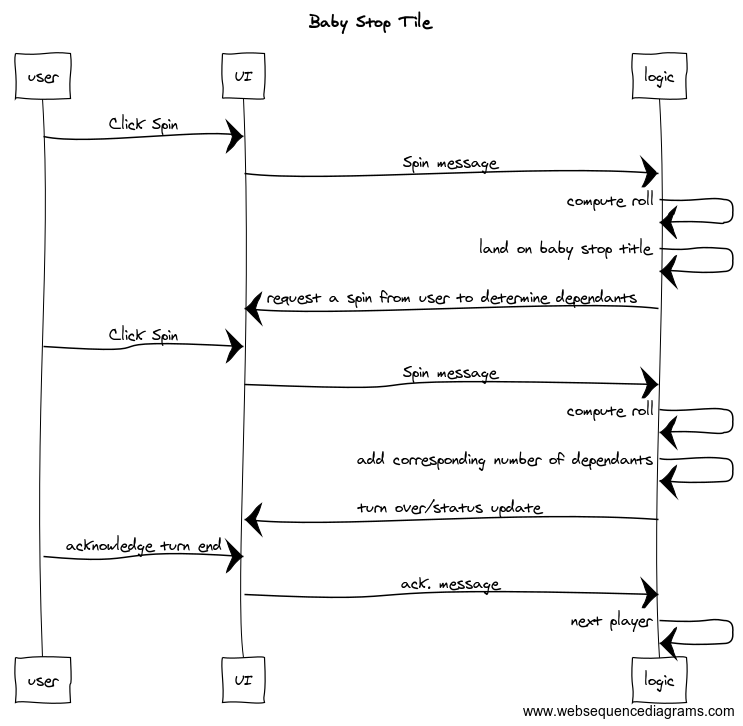 Baby Stop Tile
user
UI
logic
Click Spin
Spin message
compute roll
land on baby stop title
request a spin from user to determine dependants
Click Spin
Spin message
compute roll
add corresponding number of dependants
turn over/status update
acknowledge turn end
ack. message
next player
user
UI
logic
www.websequencediagrams.com